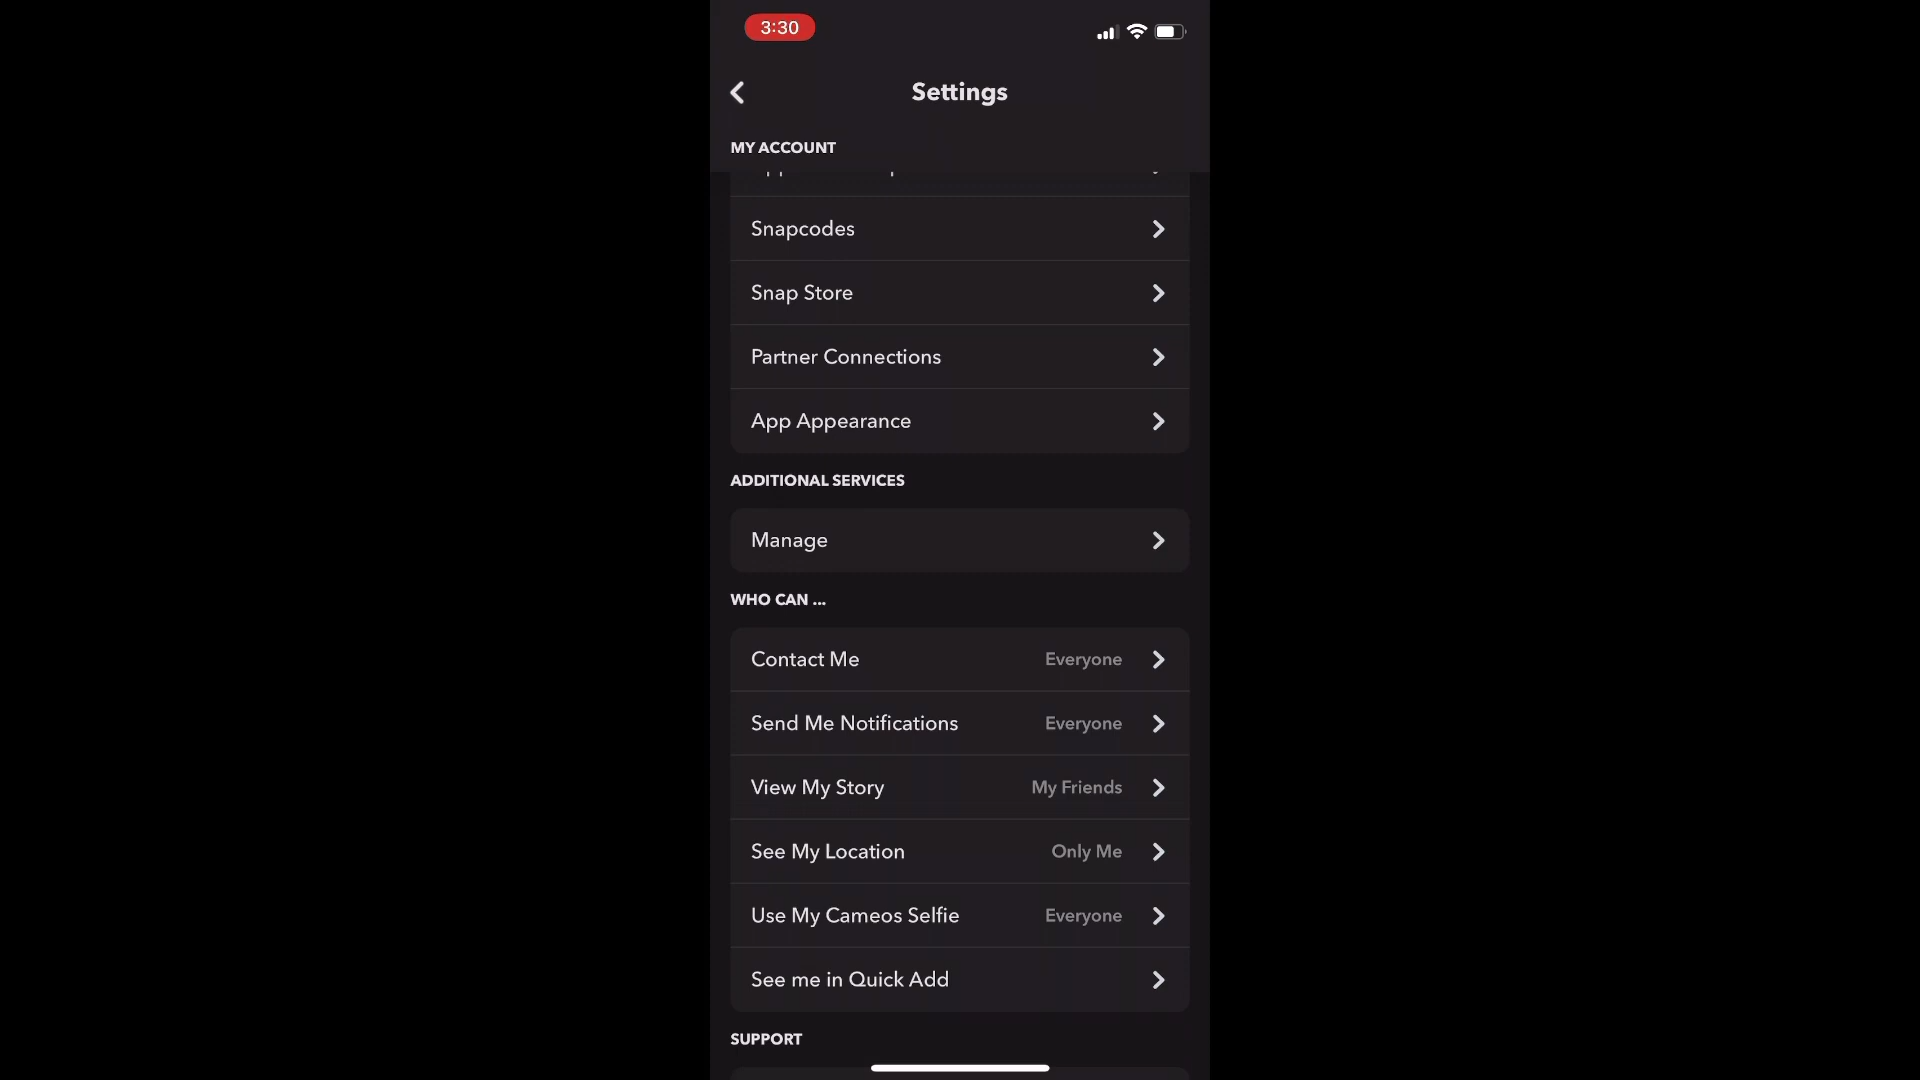 3:30
Settings
MY ACCOUNT
Snapcodes
Snap Store
Partner Connections
App Appearance
ADDITIONAL SERVICES
Manage
WHO CAN ...
Contact Me Everyone
Send Me Notifications Everyone
View My Story My Friends
See My Location Only Me
Use My Cameos Selfie Everyone
See me in Quick Add
SUPPORT